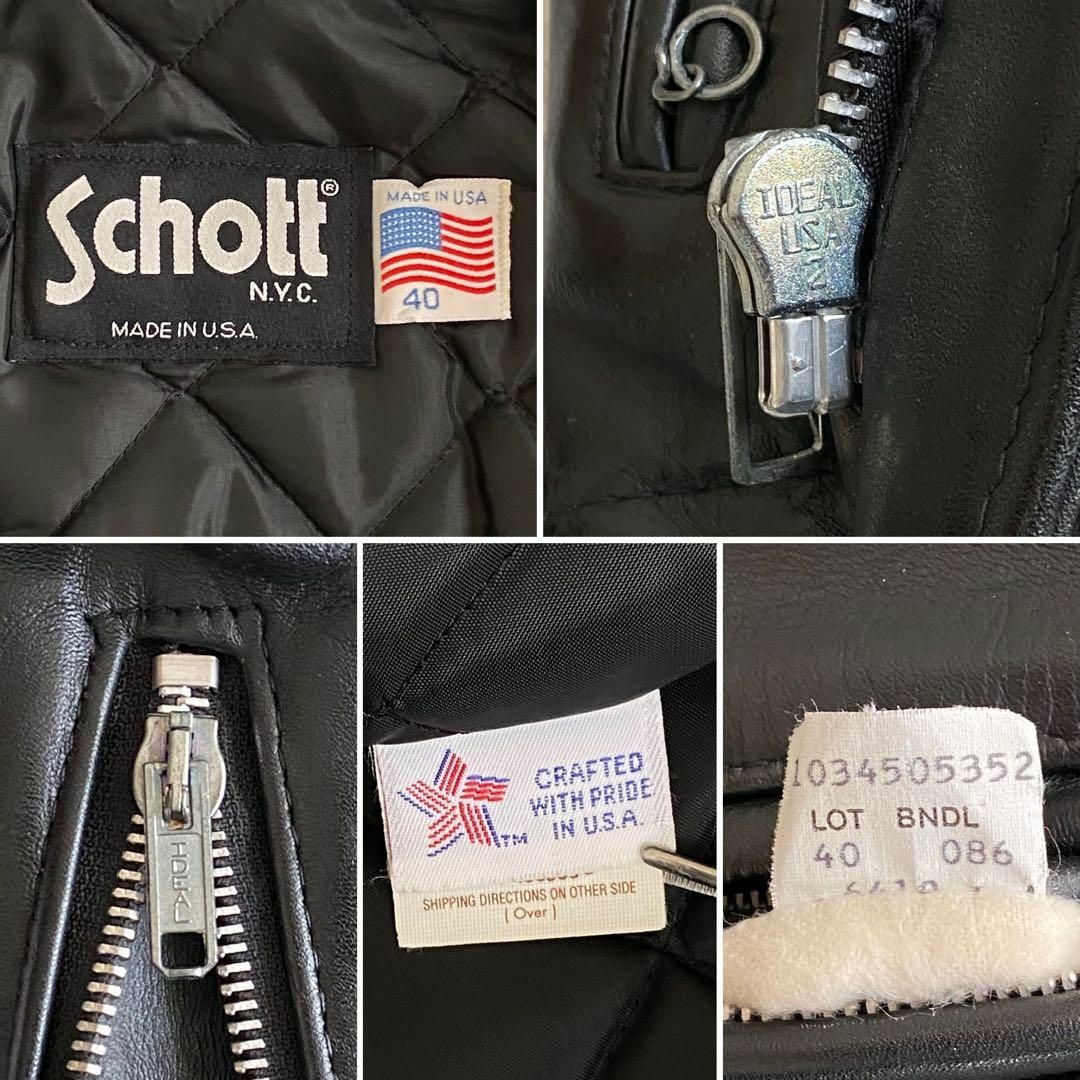 Schott®
N.Y.C.
MADE IN U.S.A.
MADE IN USA
40
IDEAL
USA
2
IDEAL
CRAFTED
WITH PRIDE
IN U.S.A.
TM
SHIPPING DIRECTIONS ON OTHER SIDE
( Over )
1034505352
LOT BNDL
40 086